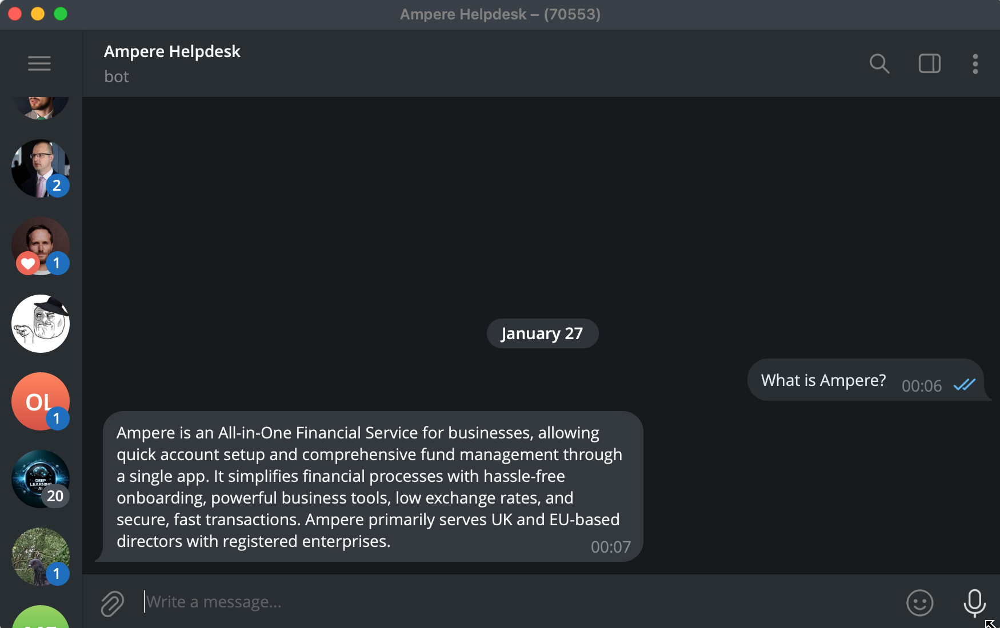 Ampere Helpdesk – (70553)
Ampere Helpdesk
bot
2
1
OL
1
DEEP
LEARNING
AI
20
1
January 27
What is Ampere? 00:06
Ampere is an All-in-One Financial Service for businesses, allowing
quick account setup and comprehensive fund management through
a single app. It simplifies financial processes with hassle-free
onboarding, powerful business tools, low exchange rates, and
secure, fast transactions. Ampere primarily serves UK and EU-based
directors with registered enterprises.
00:07
Write a message...